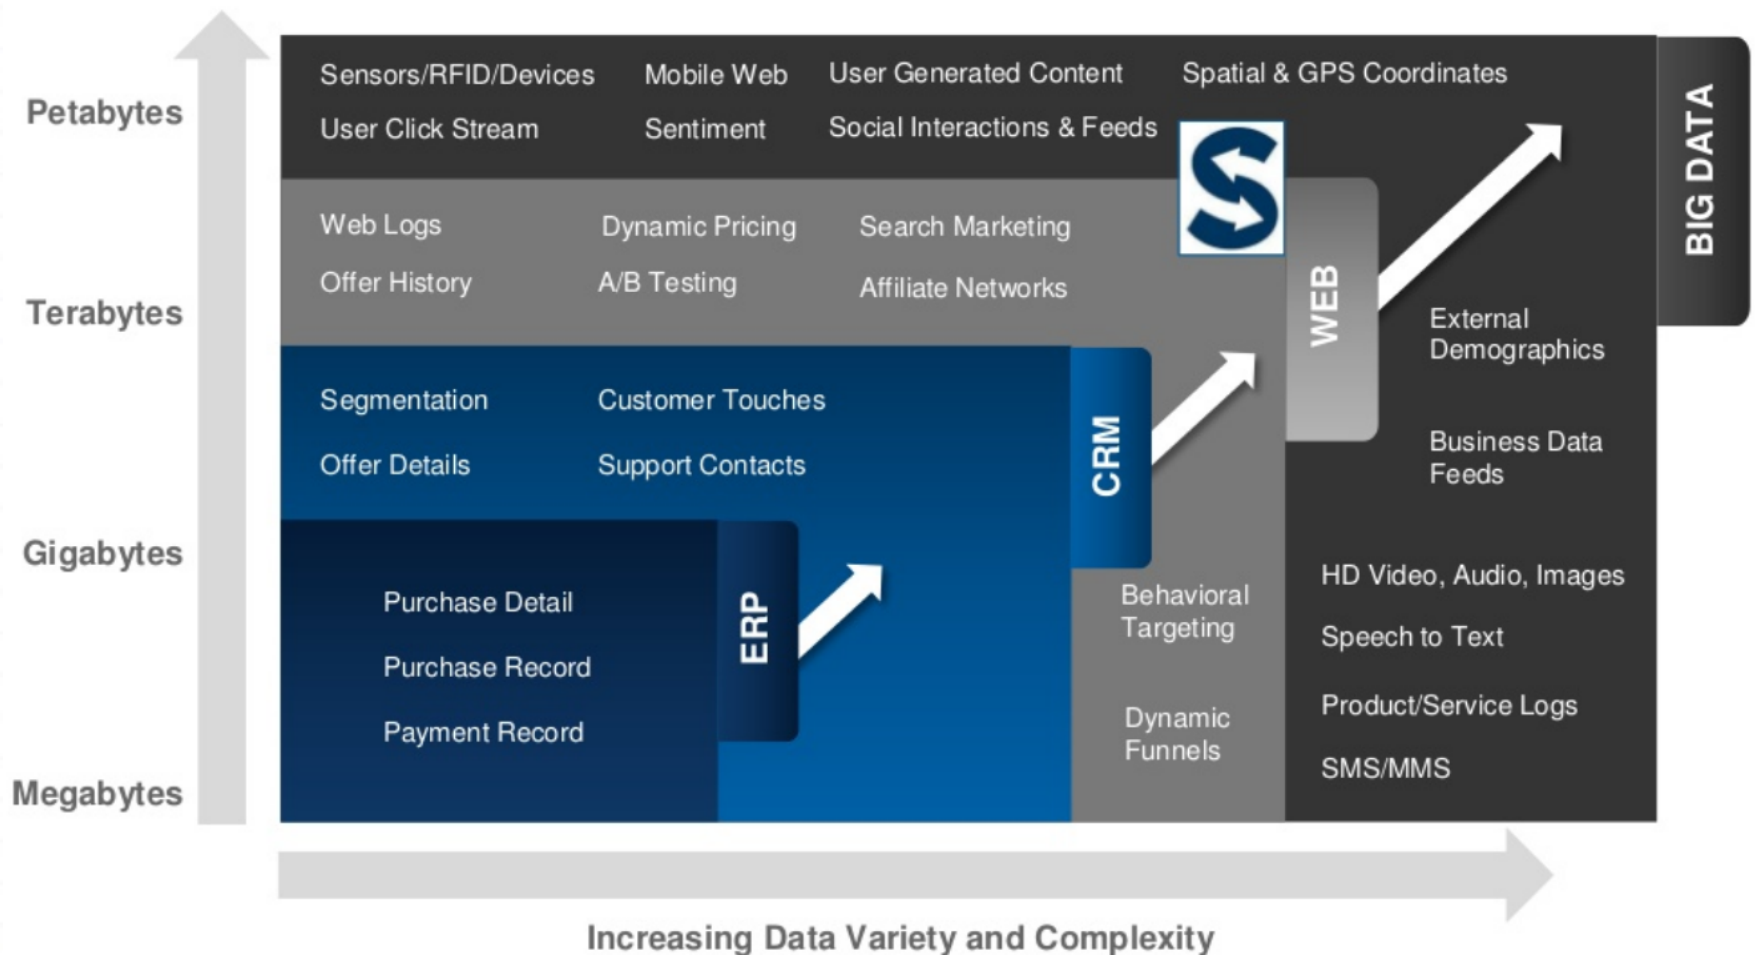 Petabytes
Sensors/RFID/Devices
Mobile Web
User Generated Content
Spatial & GPS Coordinates
User Click Stream
Sentiment
Social Interactions & Feeds
BIG DATA
Terabytes
Web Logs
Dynamic Pricing
Search Marketing
Offer History
A/B Testing
Affiliate Networks
WEB
External
Demographics
Business Data
Feeds
Segmentation
Customer Touches
Offer Details
Support Contacts
CRM
Gigabytes
Purchase Detail
Purchase Record
Payment Record
ERP
Behavioral
Targeting
Dynamic
Funnels
HD Video, Audio, Images
Speech to Text
Product/Service Logs
SMS/MMS
Megabytes
Increasing Data Variety and Complexity